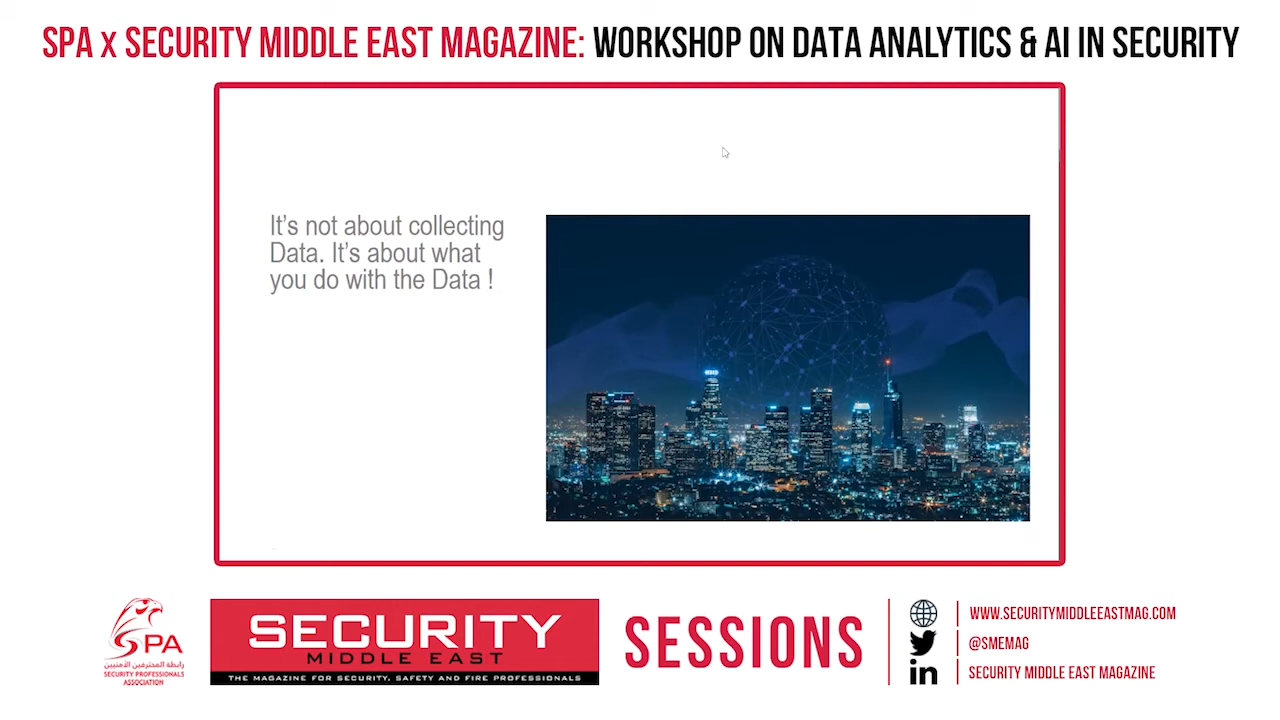 SPA x SECURITY MIDDLE EAST MAGAZINE: WORKSHOP ON DATA ANALYTICS & AI IN SECURITY
It's not about collecting
Data. It's about what
you do with the Data !
SPA
رابطة المحترفين الأمنيين
SECURITY PROFESSIONALS
ASSOCIATION
SECURITY
MIDDLE EAST
THE MAGAZINE FOR SECURITY, SAFETY AND FIRE PROFESSIONALS
SESSIONS
WWW.SECURITYMIDDLEEASTMAG.COM
@SMEMAG
in SECURITY MIDDLE EAST MAGAZINE